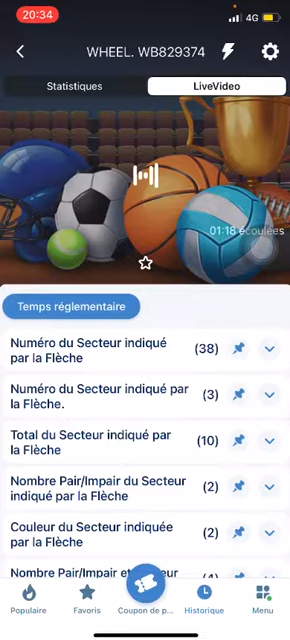 20:34
4G
WHEEL. WB829374
Statistiques
LiveVideo
01:18 écoulées
Temps réglementaire
Numéro du Secteur indiqué
par la Flèche
(38)
Numéro du Secteur indiqué par
la Flèche.
(3)
Total du Secteur indiqué par
la Flèche
(10)
Nombre Pair/Impair du Secteur
indiqué par la Flèche
(2)
Couleur du Secteur indiquée
par la Flèche
(2)
Nombre Pair/Impair et
(4)
Populaire
Favoris
Coupon de p...
Historique
Menu